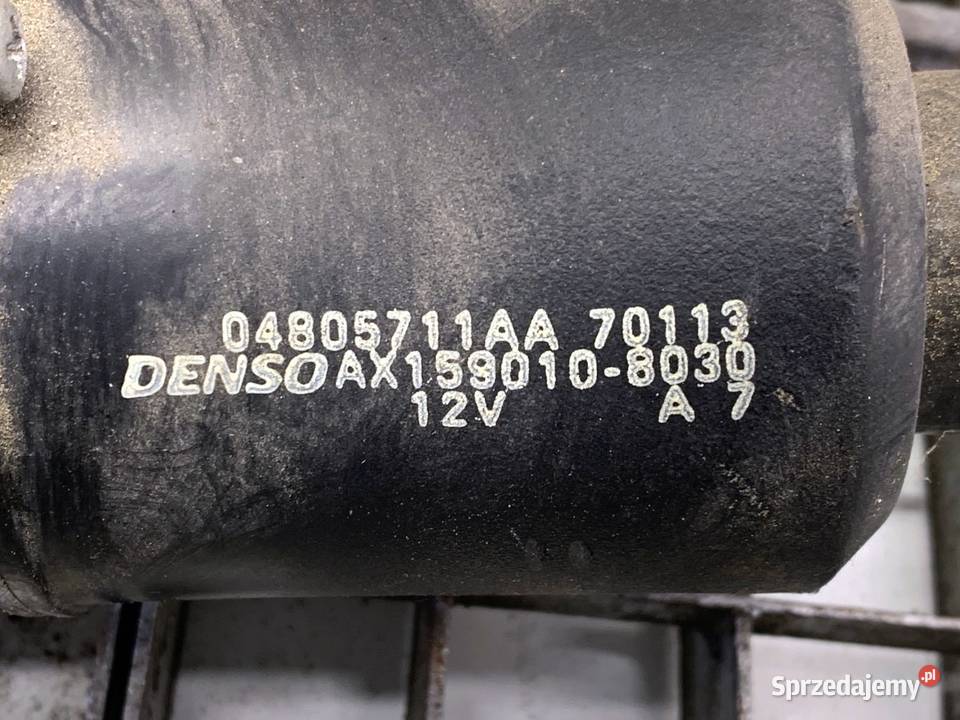 04805711AA 70113
DENSO AX159010-8030
12V A 7
Sprzedajemy.pl